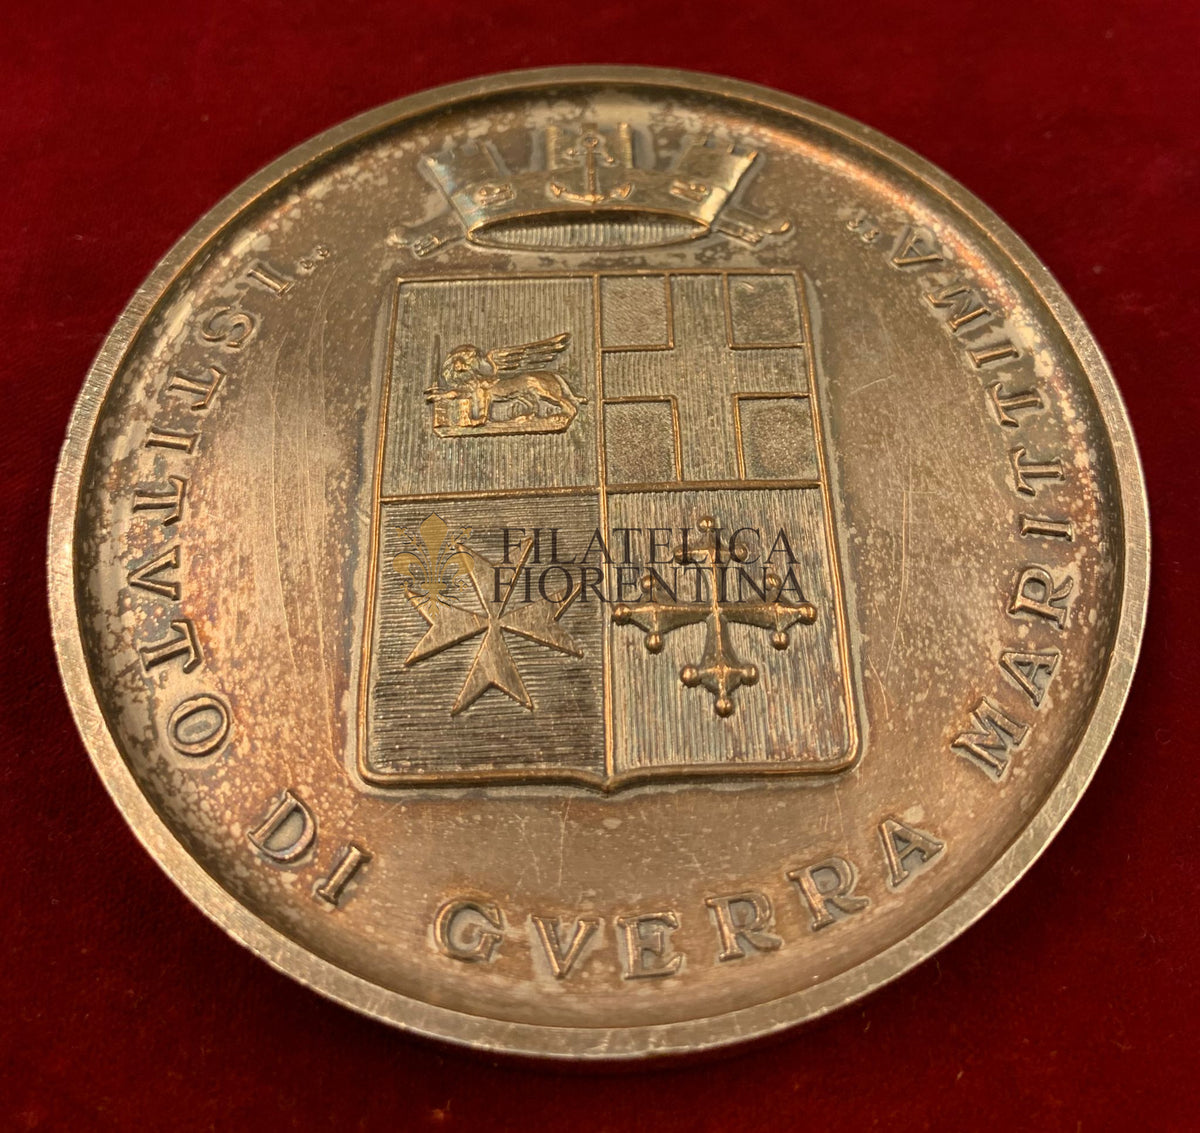 "ISTITVTO DI GVERRA MARITTIMA"
FILATELICA
FIORENTINA